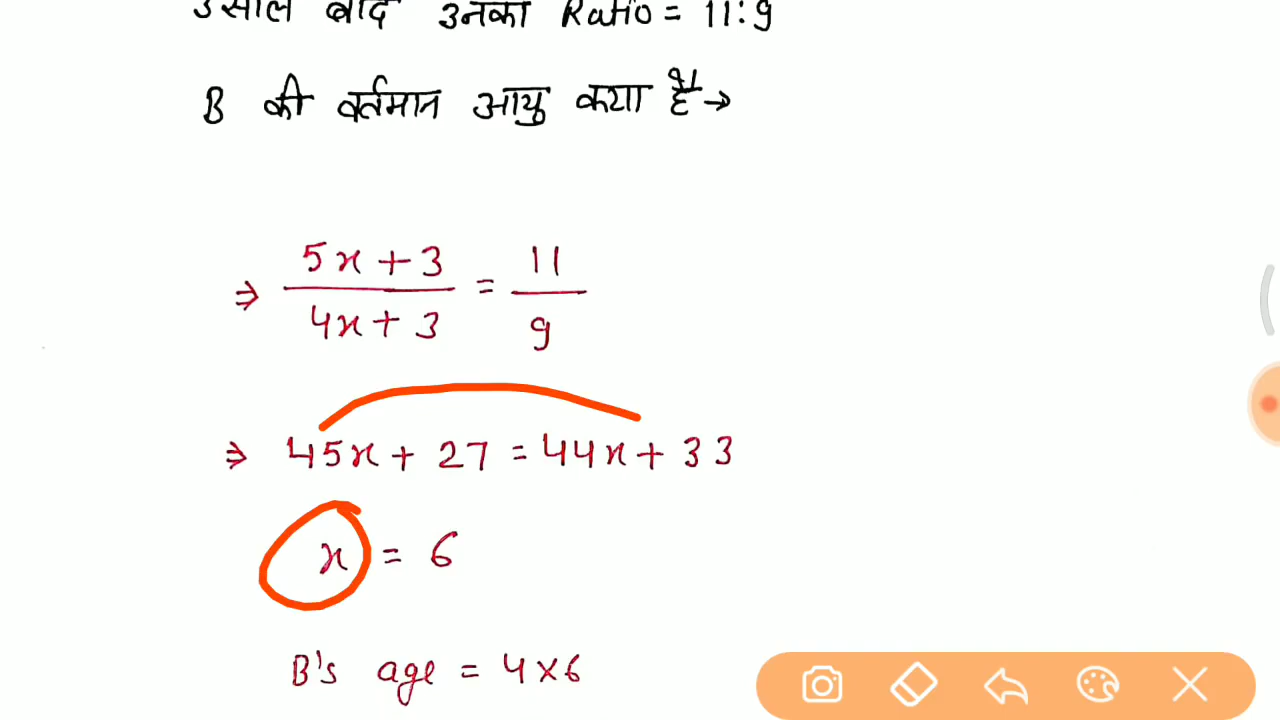 साल बाद उनका Ratio = 11:9
B की वर्तमान आयु क्या है →
⇒ 5x + 3 / 4x + 3 = 11 / 9
⇒ 45x + 27 = 44x + 33
x = 6
B's age = 4 × 6